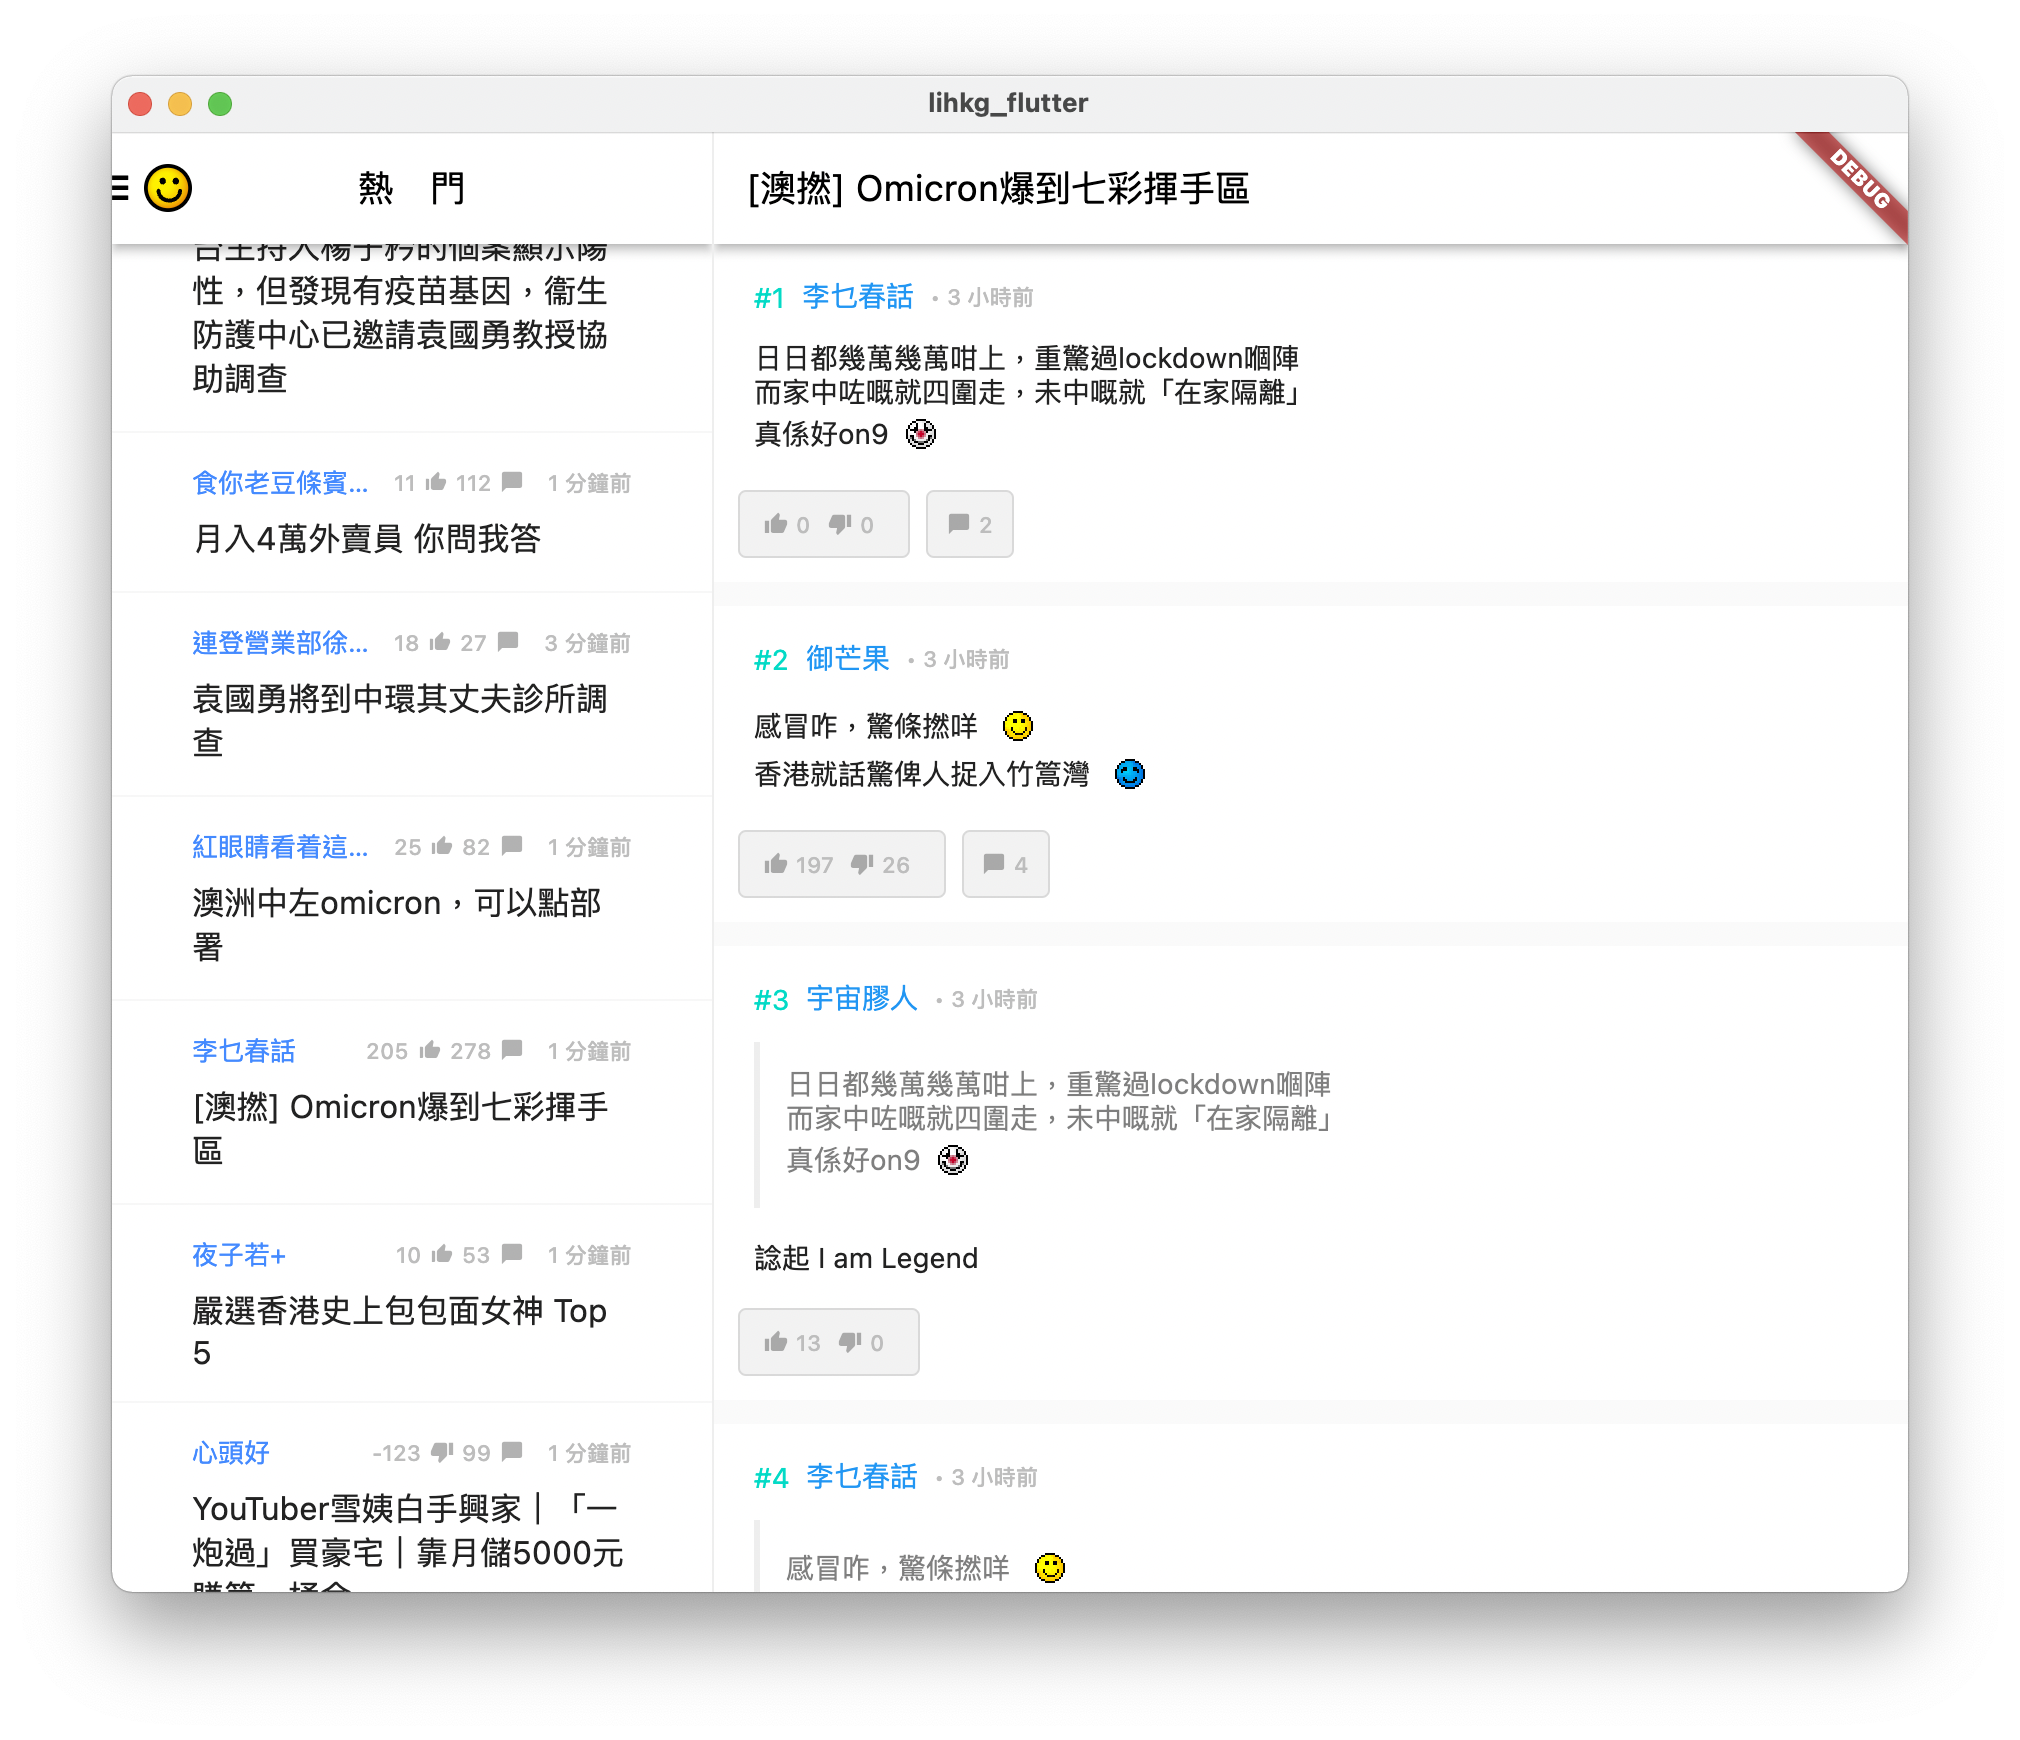 lihkg_flutter
熱 門
[澳撚] Omicron爆到七彩揮手區
DEBUG
性，但發現有疫苗基因，衞生
防護中心已邀請袁國勇教授協
助調查
食你老豆條賓... 11 112 1 分鐘前
月入4萬外賣員 你問我答
連登營業部徐... 18 27 3 分鐘前
袁國勇將到中環其丈夫診所調
查
紅眼睛看着這... 25 82 1 分鐘前
澳洲中左omicron，可以點部
署
李乜春話 205 278 1 分鐘前
[澳撚] Omicron爆到七彩揮手
區
夜子若+ 10 53 1 分鐘前
嚴選香港史上包包面女神 Top
5
心頭好 -123 99 1 分鐘前
YouTuber雪姨白手興家｜「一
炮過」買豪宅｜靠月儲5000元
#1 李乜春話 • 3 小時前
日日都幾萬幾萬咁上，重驚過lockdown嗰陣
而家中咗嘅就四圍走，未中嘅就「在家隔離」
真係好on9
0 0 2
#2 御芒果 • 3 小時前
感冒咋，驚條撚咩
香港就話驚俾人捉入竹篙灣
197 26 4
#3 宇宙膠人 • 3 小時前
日日都幾萬幾萬咁上，重驚過lockdown嗰陣
而家中咗嘅就四圍走，未中嘅就「在家隔離」
真係好on9
諗起 I am Legend
13 0
#4 李乜春話 • 3 小時前
感冒咋，驚條撚咩